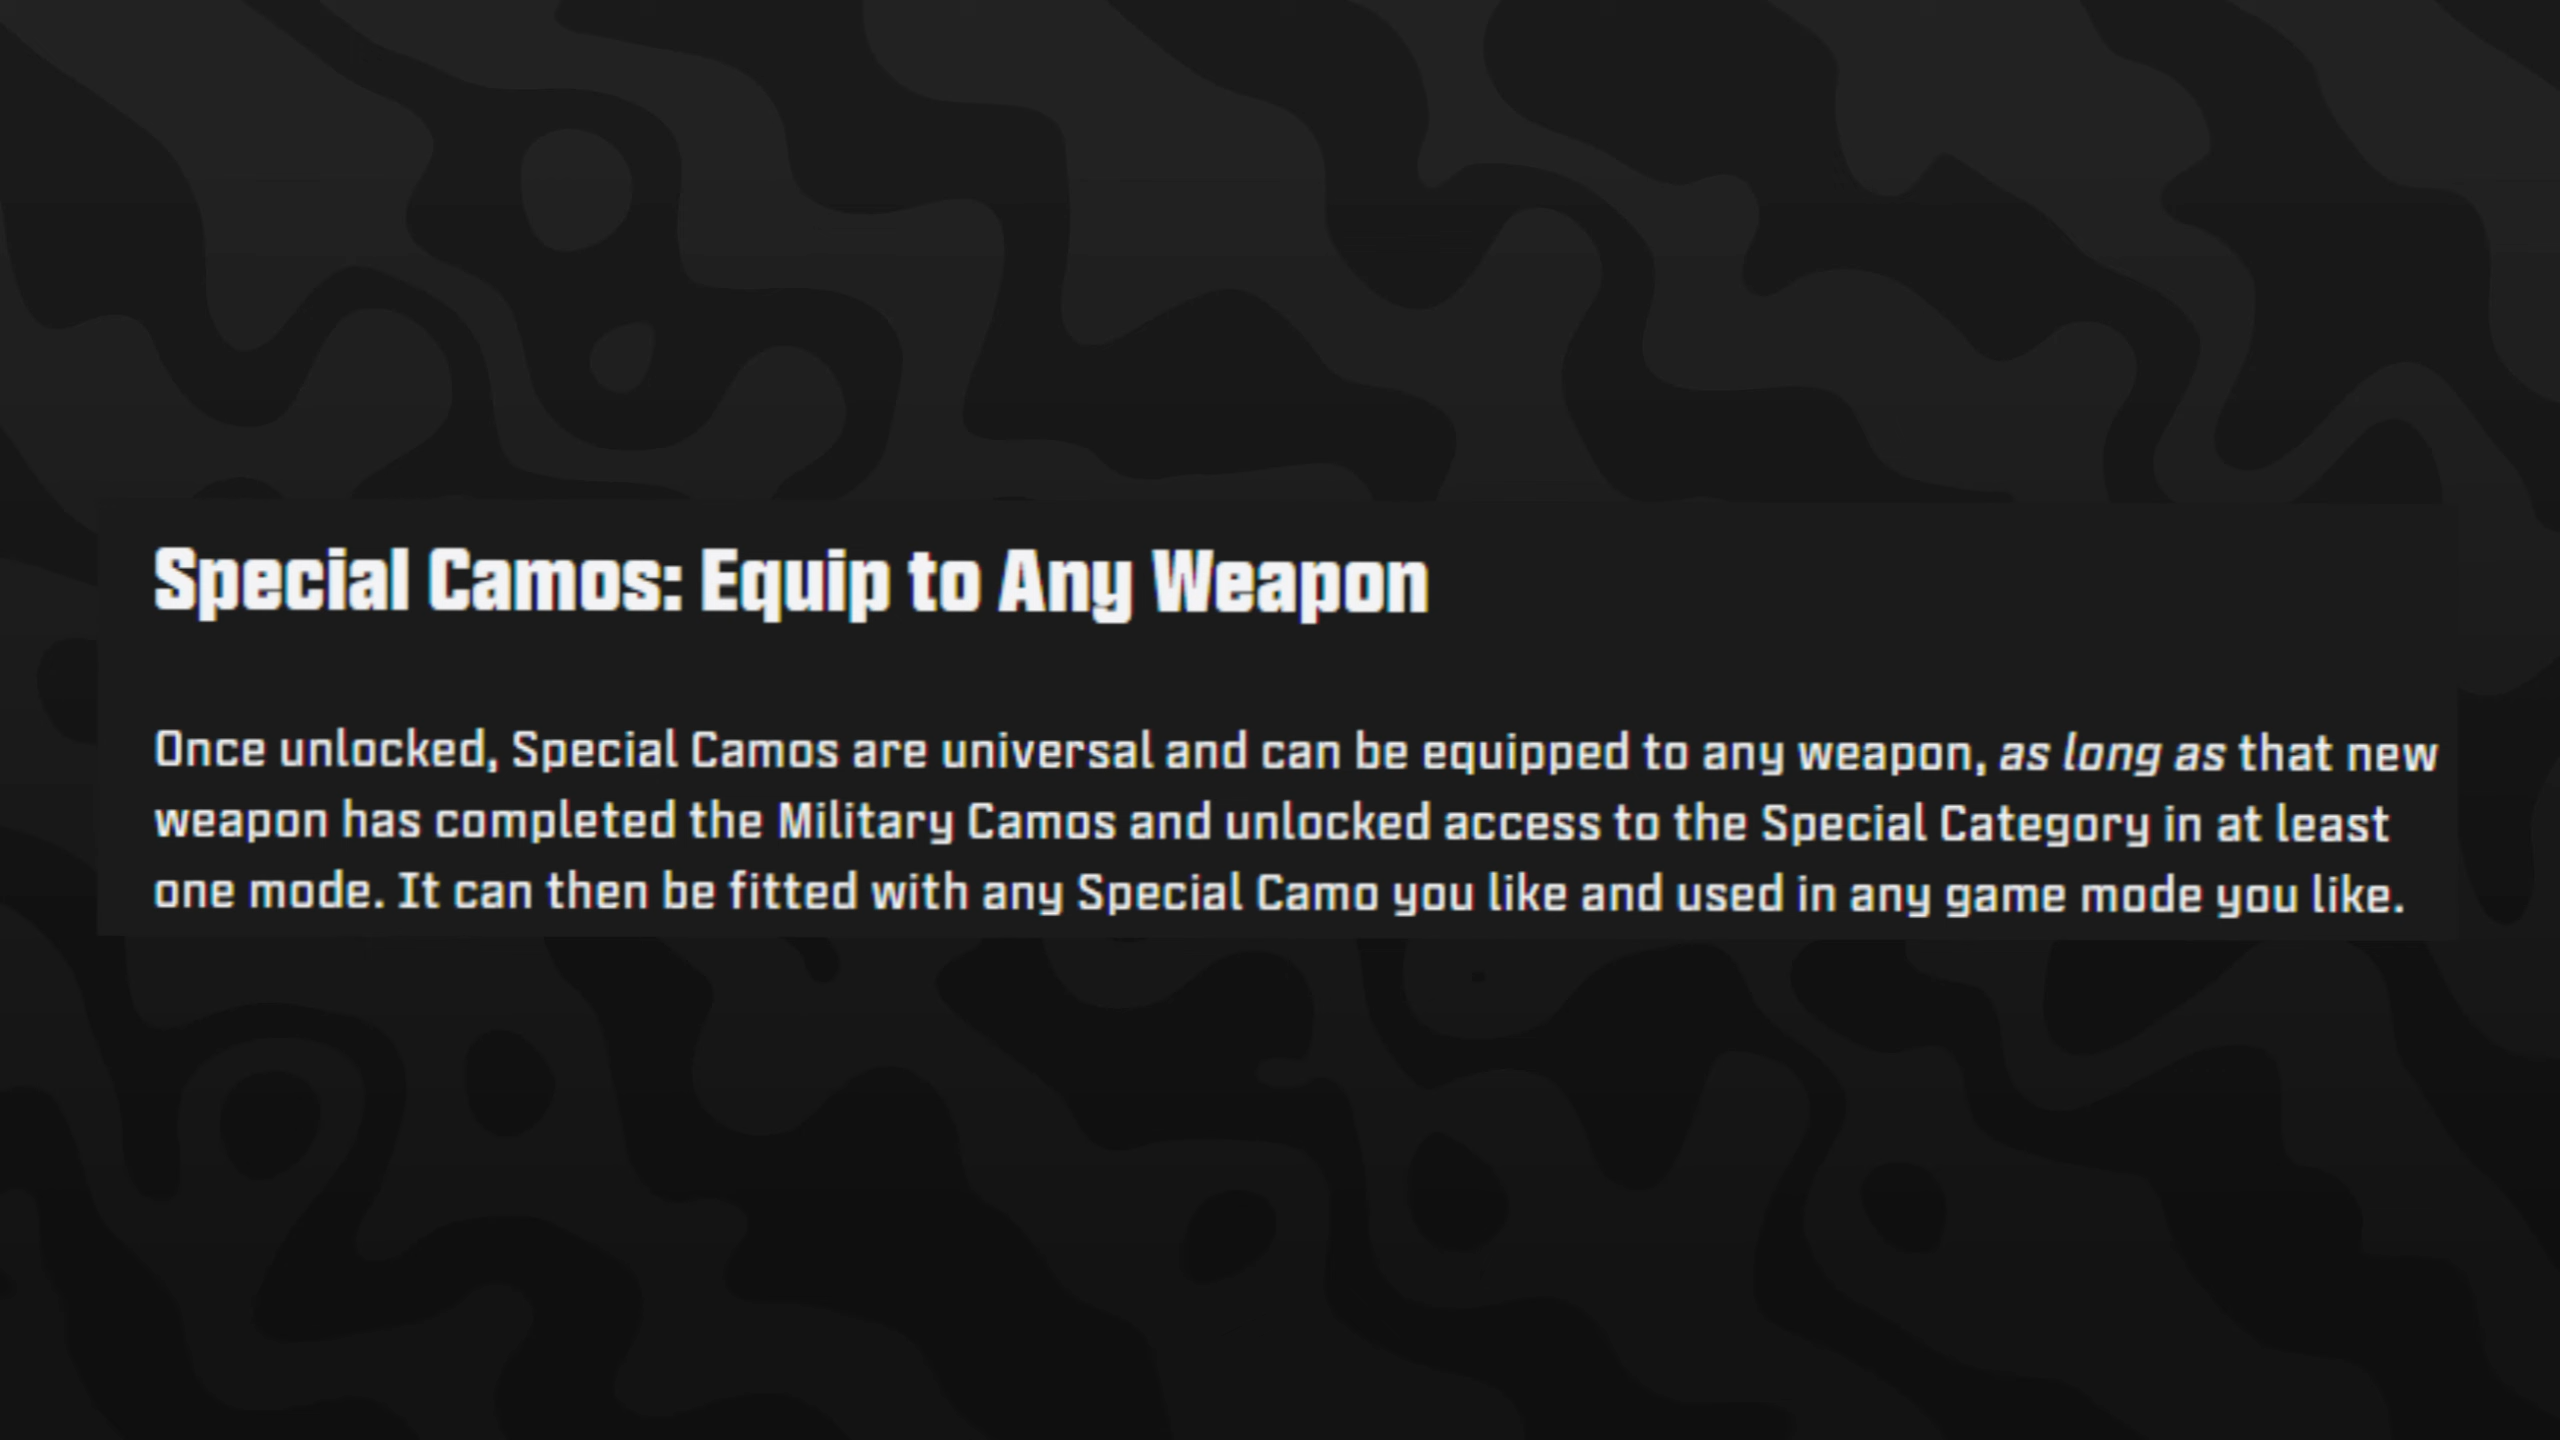 Special Camos: Equip to Any Weapon
Once unlocked, Special Camos are universal and can be equipped to any weapon, as long as that new
weapon has completed the Military Camos and unlocked access to the Special Category in at least
one mode. It can then be fitted with any Special Camo you like and used in any game mode you like.